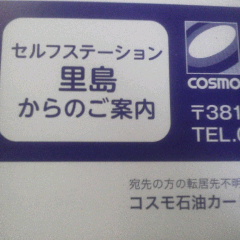 セルフステーション
里島
からのご案内
COSMO
〒381
TEL.
宛先の方の転居先不明
コスモ石油カー